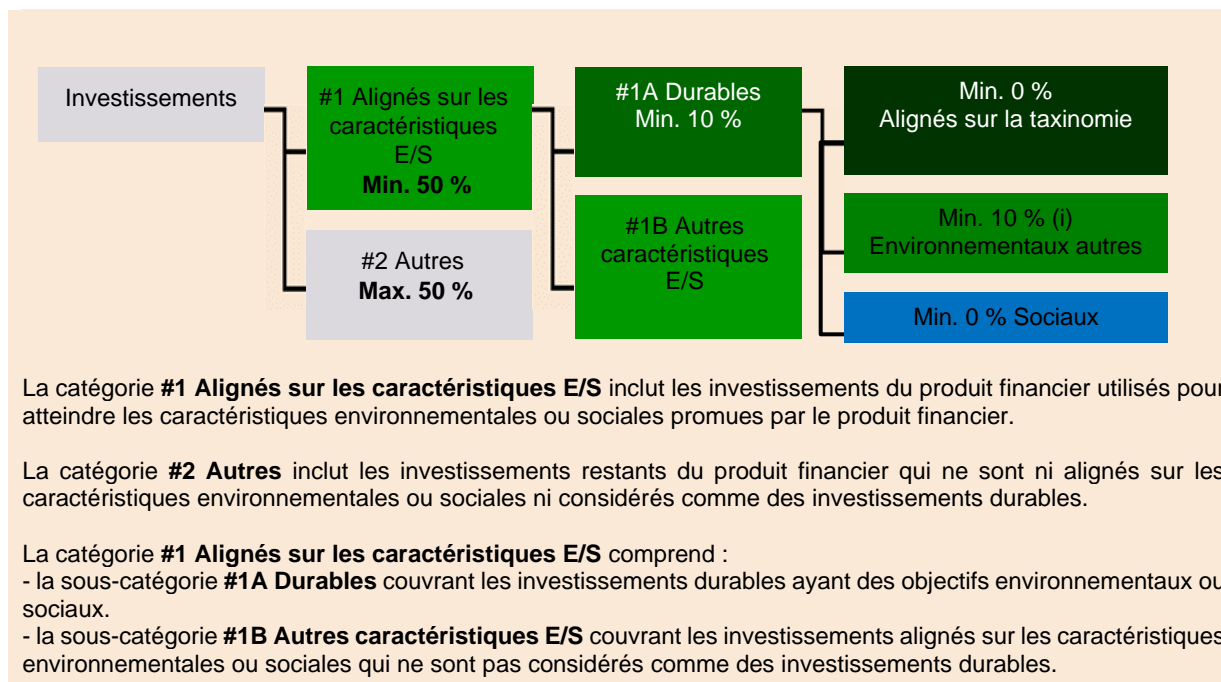 Investissements
#1 Alignés sur les
caractéristiques
E/S
Min. 50 %
#2 Autres
Max. 50 %
#1A Durables
Min. 10 %
#1B Autres
caractéristiques
E/S
Min. 0 %
Alignés sur la taxinomie
Min. 10 % (i)
Environnementaux autres
Min. 0 % Sociaux
La catégorie #1 Alignés sur les caractéristiques E/S inclut les investissements du produit financier utilisés pour
atteindre les caractéristiques environnementales ou sociales promues par le produit financier.
La catégorie #2 Autres inclut les investissements restants du produit financier qui ne sont ni alignés sur les
caractéristiques environnementales ou sociales ni considérés comme des investissements durables.
La catégorie #1 Alignés sur les caractéristiques E/S comprend :
- la sous-catégorie #1A Durables couvrant les investissements durables ayant des objectifs environnementaux ou
sociaux.
- la sous-catégorie #1B Autres caractéristiques E/S couvrant les investissements alignés sur les caractéristiques
environnementales ou sociales qui ne sont pas considérés comme des investissements durables.